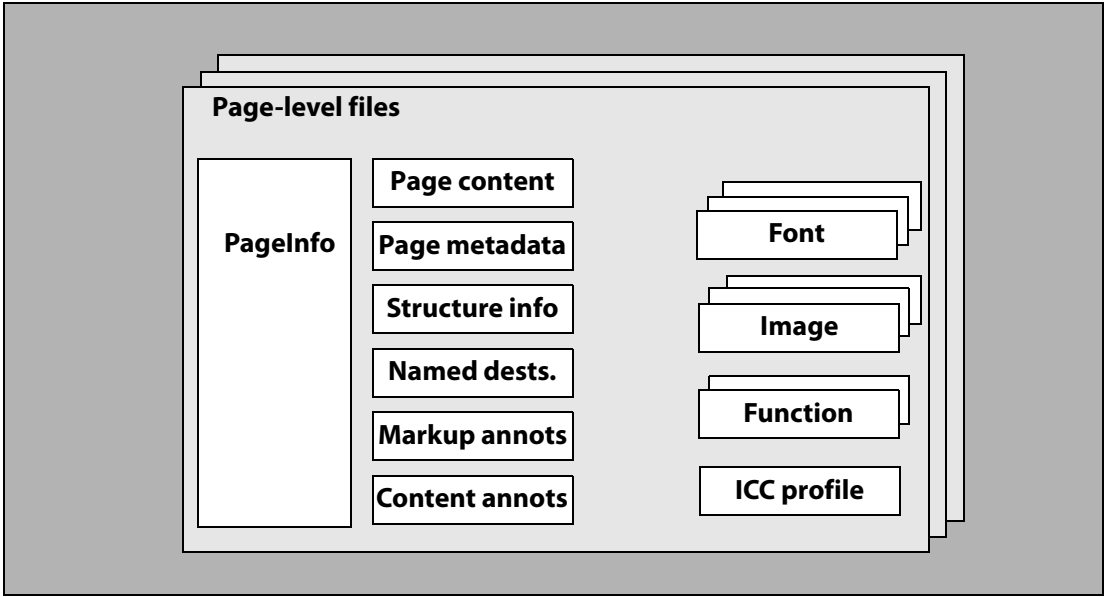 Page-level files
PageInfo
Page content
Page metadata
Structure info
Named dests.
Markup annots
Content annots
Font
Image
Function
ICC profile